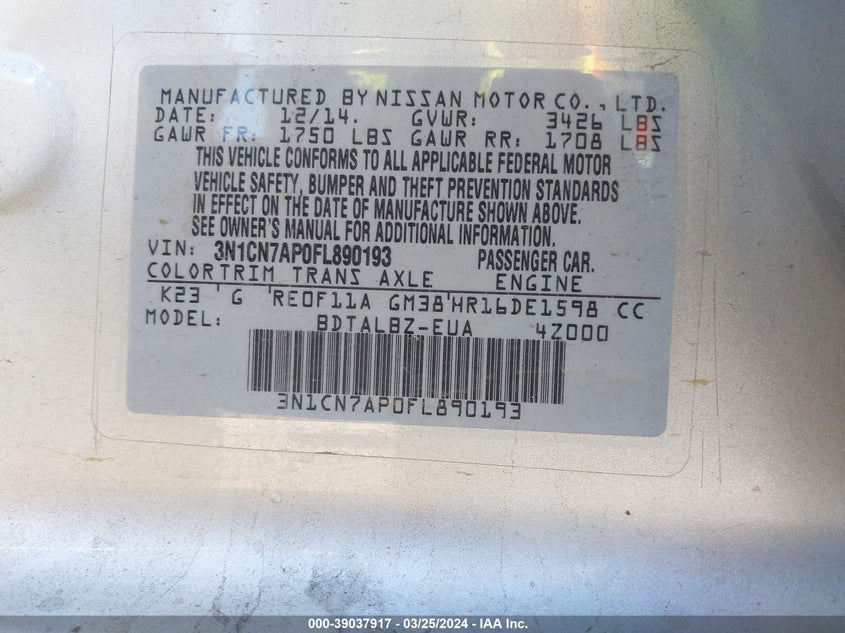 MANUFACTURED BY NISSAN MOTOR CO., LTD.
DATE: 12/14. GVWR: 3426 LBS
GAWR FR: 1750 LBS GAWR RR: 1708 LBS
THIS VEHICLE CONFORMS TO ALL APPLICABLE FEDERAL MOTOR
VEHICLE SAFETY, BUMPER AND THEFT PREVENTION STANDARDS
IN EFFECT ON THE DATE OF MANUFACTURE SHOWN ABOVE.
SEE OWNER'S MANUAL FOR ADDITIONAL INFORMATION.
VIN: 3N1CN7AP0FL890193 PASSENGER CAR.
COLOR TRIM TRANS AXLE ENGINE
K23 'G 'RE0F11A GM38'HR16DE1598 CC
MODEL: BDTALBZ-EUA 4Z000
3N1CN7AP0FL890193
000-39037917 - 03/25/2024 - IAA Inc.